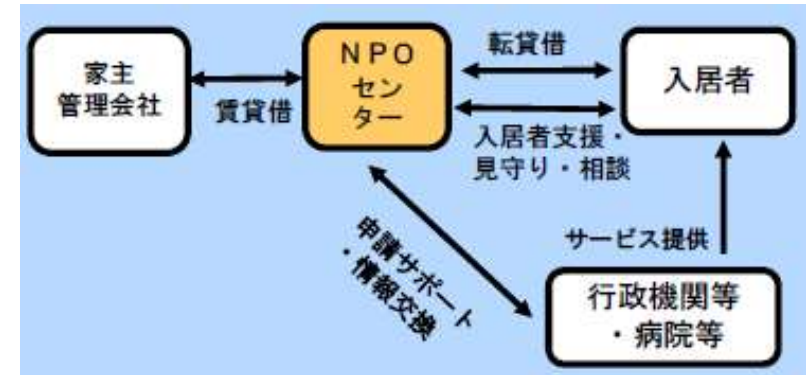 家主
管理会社
賃貸借
ＮＰＯ
セン
ター
転貸借
入居者支援・
見守り・相談
入居者
申請サポート
・情報交換
サービス提供
行政機関等
・病院等